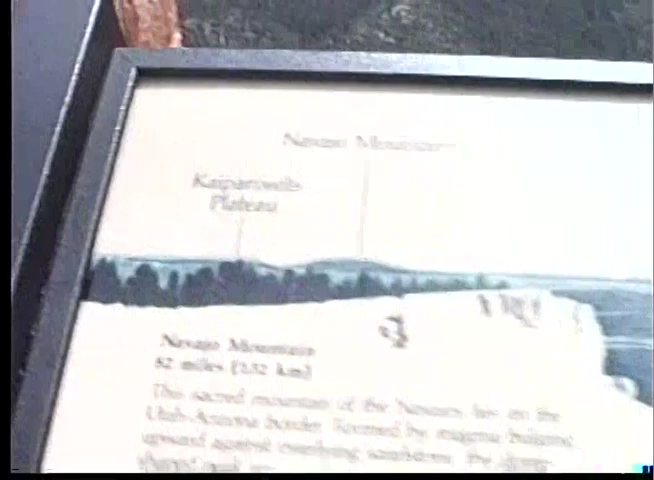 Navajo Mountain
Kaiparowits
Plateau
Navajo Mountain
82 miles (132 km)
This sacred mountain of the Navajos lies on the
Utah-Arizona border. Formed by magma bulging
upward against overlying sandstone, the dome-